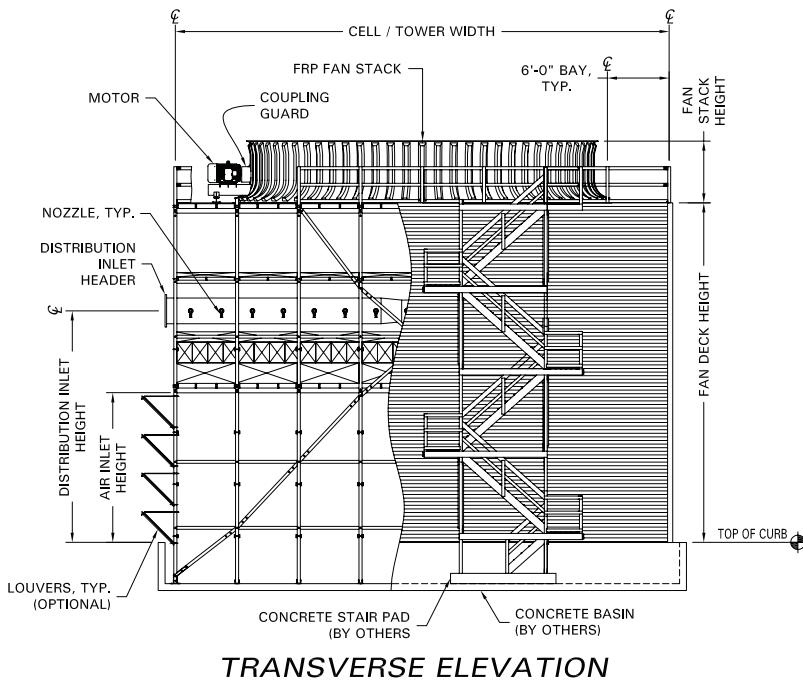 ℄
℄
CELL / TOWER WIDTH
FRP FAN STACK
6'-0" BAY,
TYP.
℄
MOTOR
COUPLING
GUARD
FAN
STACK
HEIGHT
NOZZLE, TYP.
DISTRIBUTION
INLET
HEADER
℄
DISTRIBUTION INLET
HEIGHT
AIR INLET
HEIGHT
FAN DECK HEIGHT
TOP OF CURB
LOUVERS, TYP.
(OPTIONAL)
CONCRETE STAIR PAD
(BY OTHERS
CONCRETE BASIN
(BY OTHERS)
TRANSVERSE ELEVATION